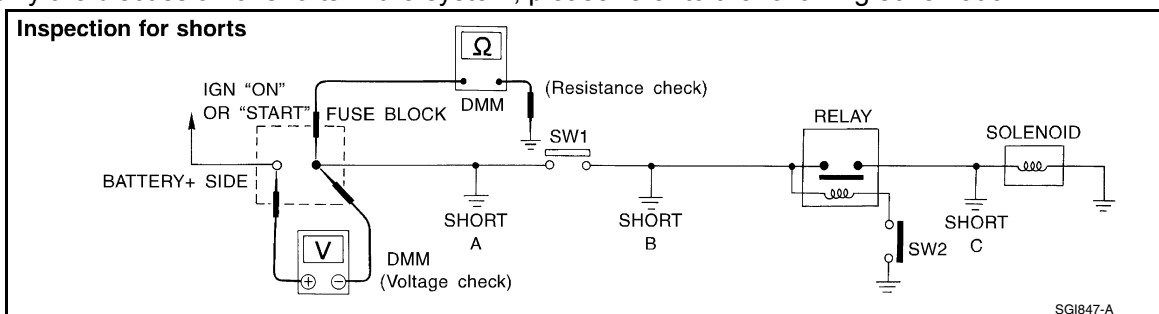 Inspection for shorts
Ω
DMM
(Resistance check)
IGN “ON”
OR “START”
FUSE BLOCK
BATTERY+ SIDE
SW1
RELAY
SOLENOID
SHORT
A
SHORT
B
SHORT
C
SW2
V
+ −
DMM
(Voltage check)
SGI847-A